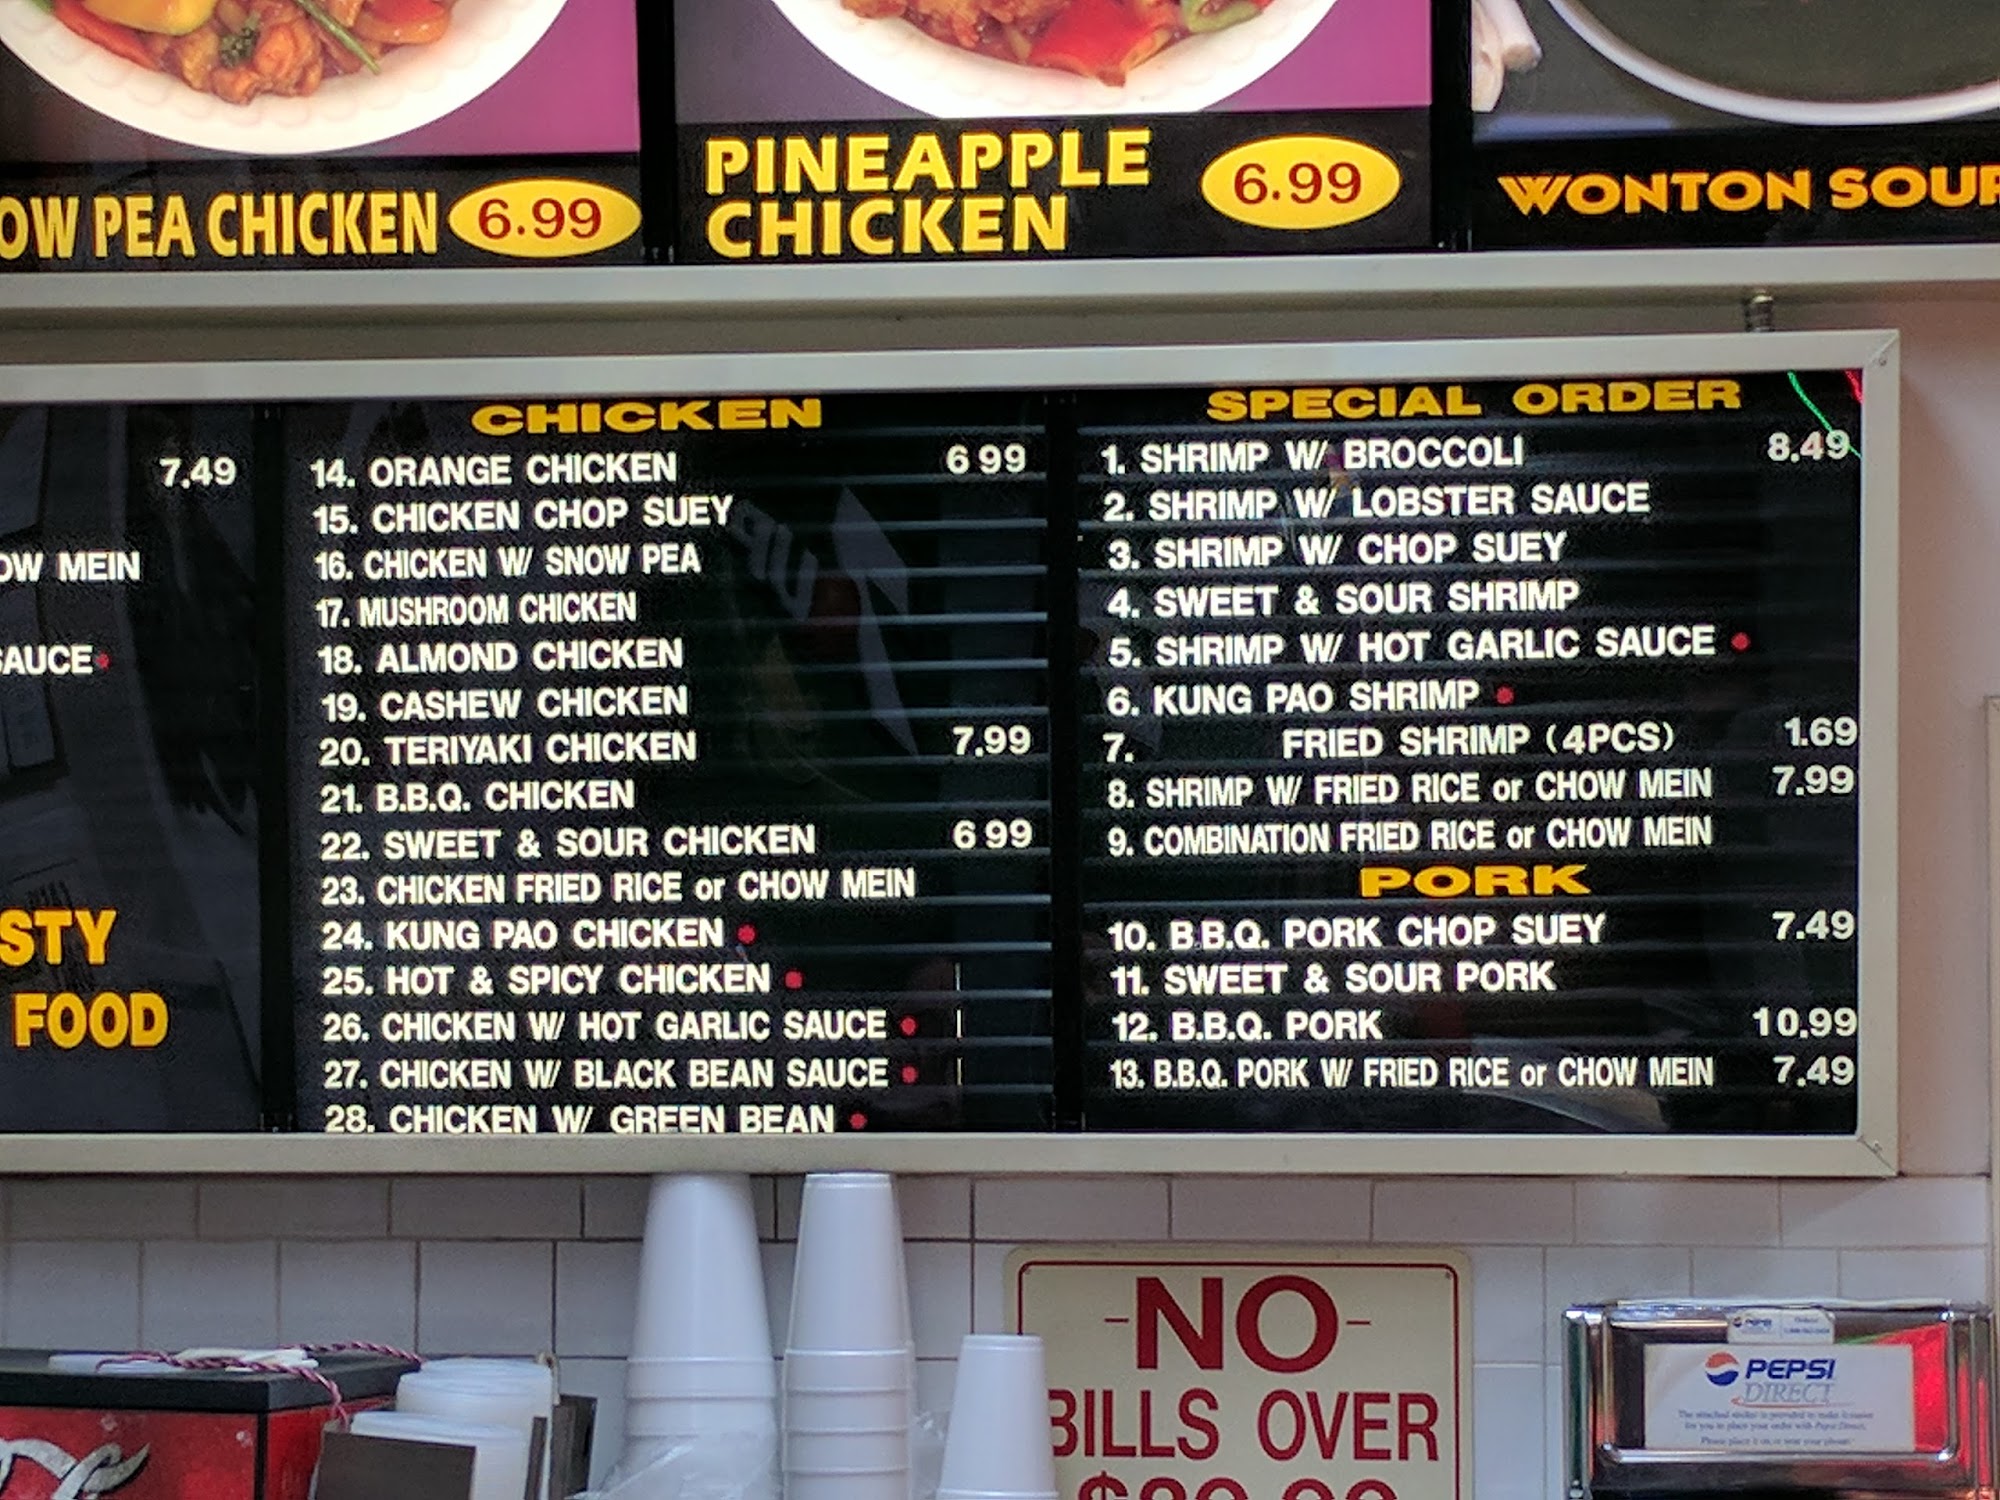 PEA CHICKEN 6.99
PINEAPPLE
CHICKEN
6.99
WONTON
7.49
MEIN
STY
FOOD
CHICKEN
14. ORANGE CHICKEN 6 99
15. CHICKEN CHOP SUEY
16. CHICKEN W/ SNOW PEA
17. MUSHROOM CHICKEN
18. ALMOND CHICKEN
19. CASHEW CHICKEN
20. TERIYAKI CHICKEN 7.99
21. B.B.Q. CHICKEN
22. SWEET & SOUR CHICKEN 6 99
23. CHICKEN FRIED RICE or CHOW MEIN
24. KUNG PAO CHICKEN
25. HOT & SPICY CHICKEN
26. CHICKEN W/ HOT GARLIC SAUCE
27. CHICKEN W/ BLACK BEAN SAUCE
28. CHICKEN W/ GREEN BEAN
SPECIAL ORDER
1. SHRIMP W/ BROCCOLI 8.49
2. SHRIMP W/ LOBSTER SAUCE
3. SHRIMP W/ CHOP SUEY
4. SWEET & SOUR SHRIMP
5. SHRIMP W/ HOT GARLIC SAUCE
6. KUNG PAO SHRIMP
7. FRIED SHRIMP (4PCS) 1.69
8. SHRIMP W/ FRIED RICE or CHOW MEIN 7.99
9. COMBINATION FRIED RICE or CHOW MEIN
PORK
10. B.B.Q. PORK CHOP SUEY 7.49
11. SWEET & SOUR PORK
12. B.B.Q. PORK 10.99
13. B.B.Q. PORK W/ FRIED RICE or CHOW MEIN 7.49
-NO-
BILLS OVER
PEPSI
DIRECT